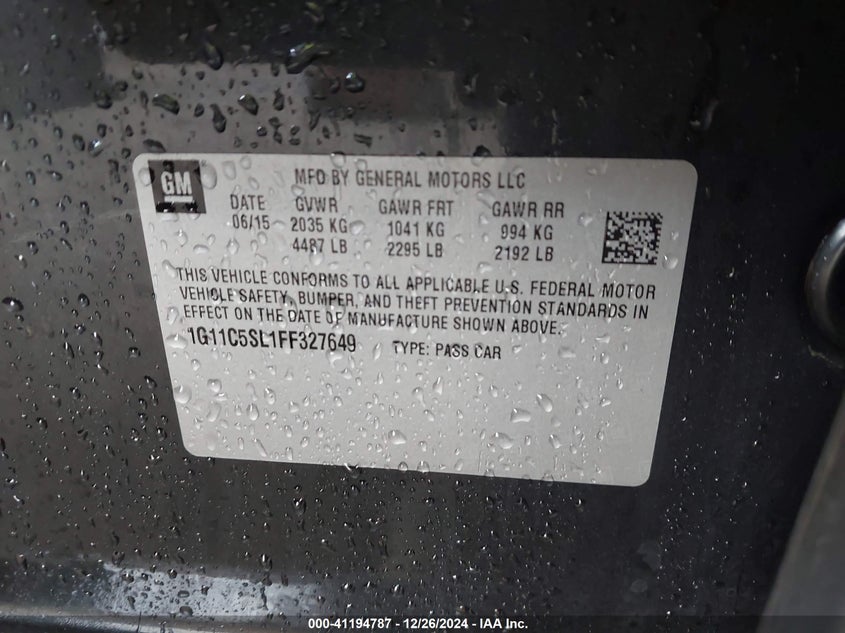 GM
MFD BY GENERAL MOTORS LLC
DATE GVWR GAWR FRT GAWR RR
06/15 2035 KG 1041 KG 994 KG
4487 LB 2295 LB 2192 LB
THIS VEHICLE CONFORMS TO ALL APPLICABLE U.S. FEDERAL MOTOR
VEHICLE SAFETY, BUMPER, AND THEFT PREVENTION STANDARDS IN
EFFECT ON THE DATE OF MANUFACTURE SHOWN ABOVE.
1G11C5SL1FF327649 TYPE: PASS CAR
000-41194787 - 12/26/2024 - IAA Inc.